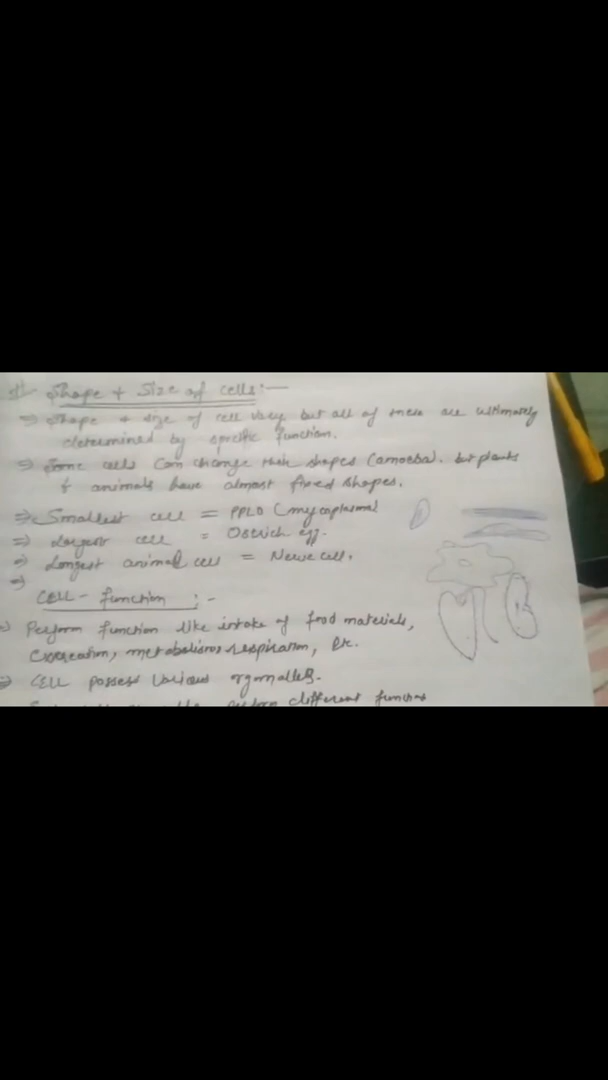 Shape & Size of cells :-
⇒ Shape & size of cell vary but all of these are ultimately
determined by specific function.
⇒ Some cells can change their shapes (amoeba). but plants
& animals have almost fixed shapes.
⇒ Smallest cell = PPLO (mycoplasma)
⇒ Largest cell = Ostrich egg.
⇒ Longest animal cell = Nerve cell.
⇒
CELL - function :-
⇒ Perform function like intake of food materials,
metabolism, respiration, Etc.
⇒ CELL possess various
perform different function